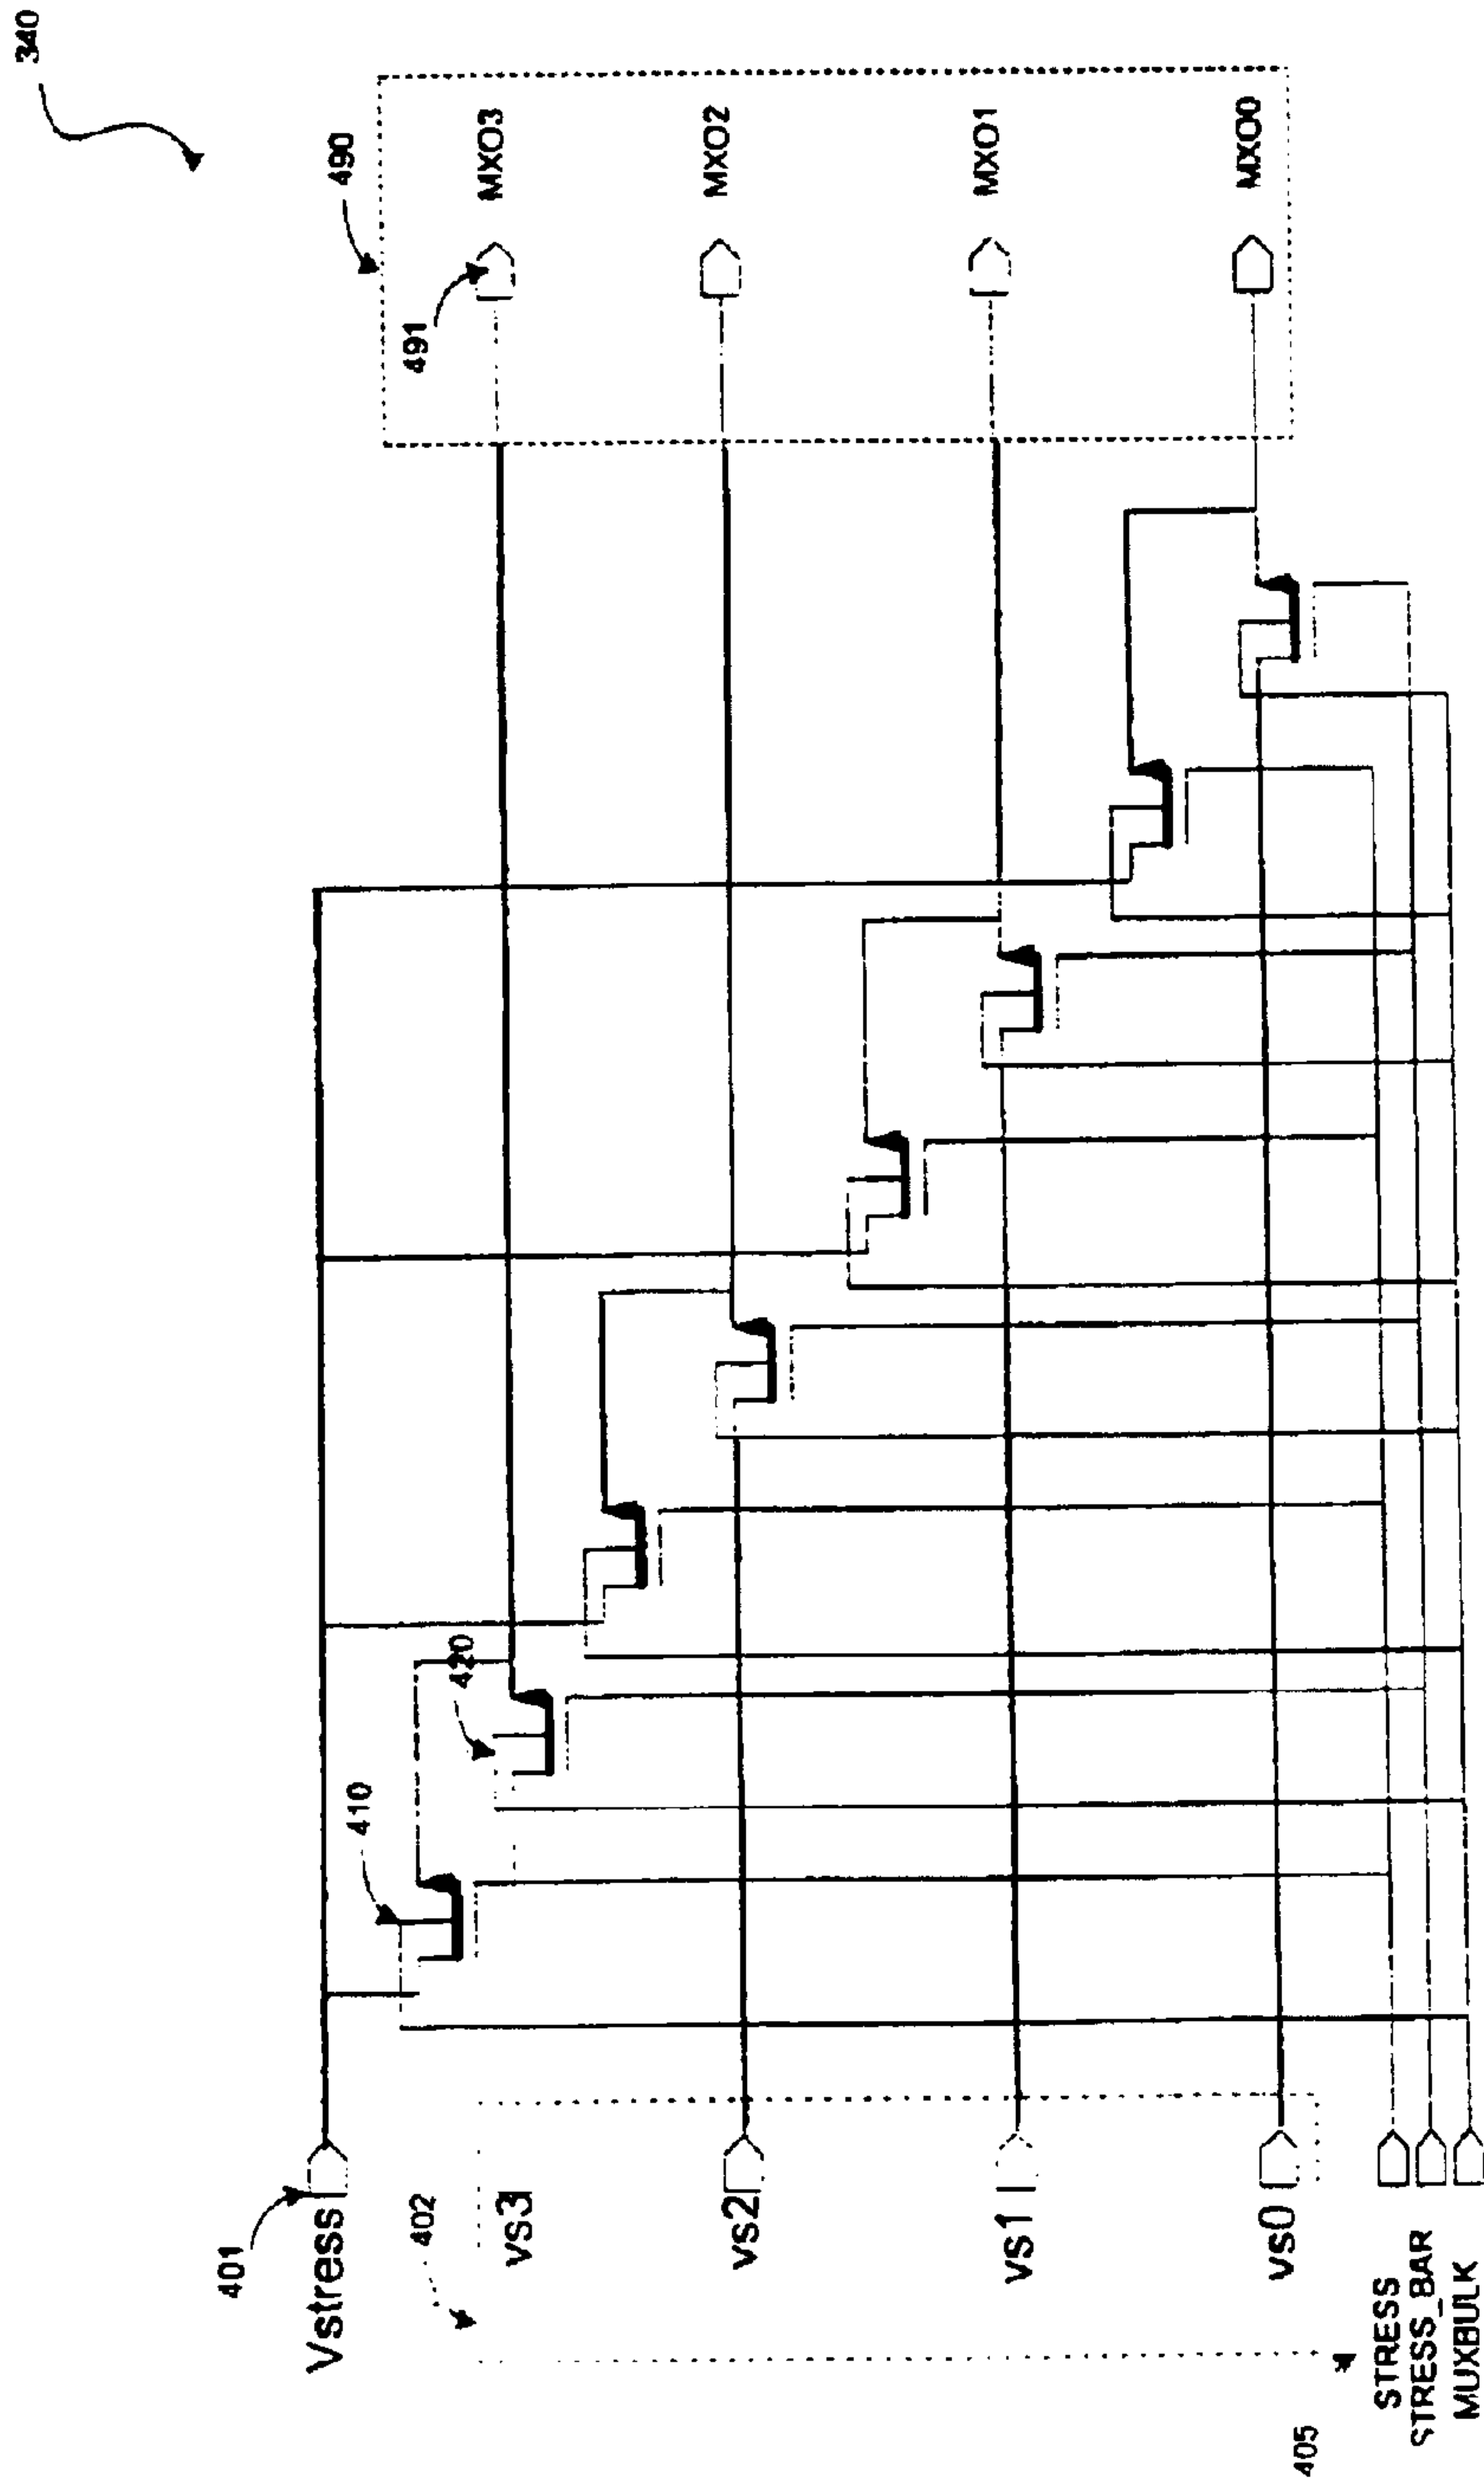 340
490
MXO3
MXO2
MXO1
MXO0
491
420
410
401
Vstress
402
vs3
vs2
vs1
vs0
405
STRESS
STRESS_BAR
MUXBULK